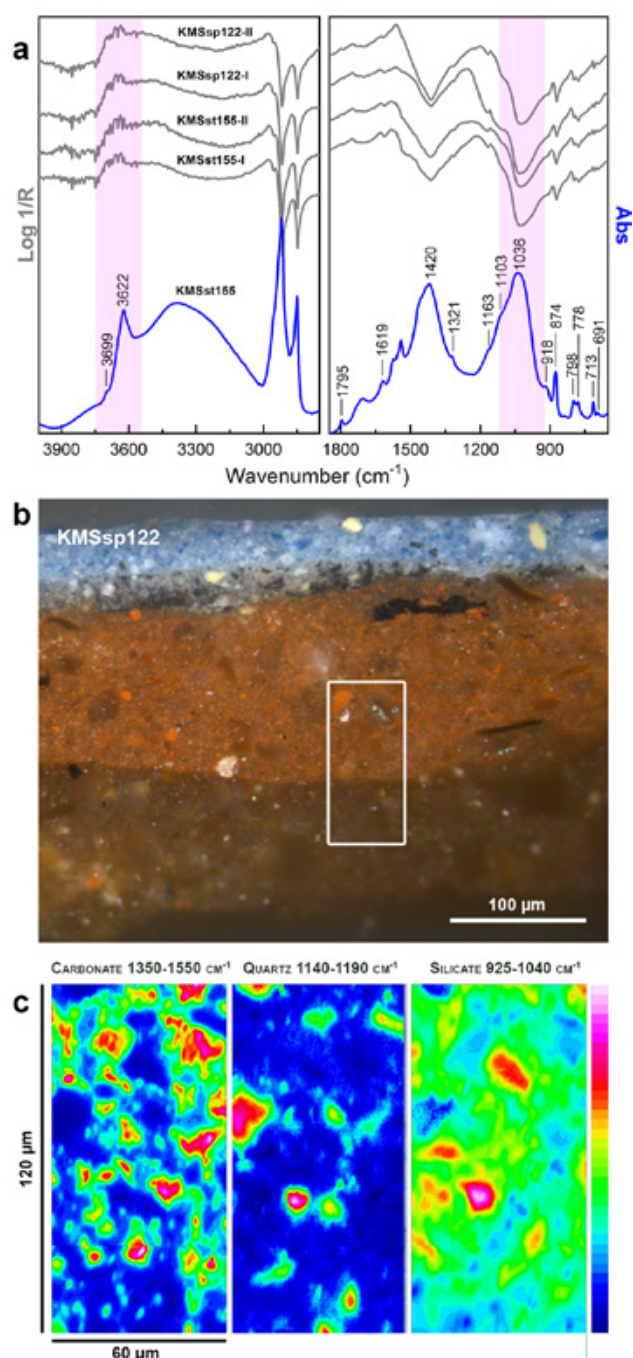 a
KMSsp122-II
KMSsp122-I
KMSst155-II
KMSst155-I
Log 1/R
Abs
3699
3622
KMSst155
1795
1619
1420
1321
1163
1103
1036
918
874
798
778
713
691
3900 3600 3300 3000 1800 1500 1200 900
Wavenumber (cm⁻¹)
b
KMSsp122
100 µm
c
CARBONATE 1350-1550 CM⁻¹ QUARTZ 1140-1190 CM⁻¹ SILICATE 925-1040 CM⁻¹
120 µm
60 µm